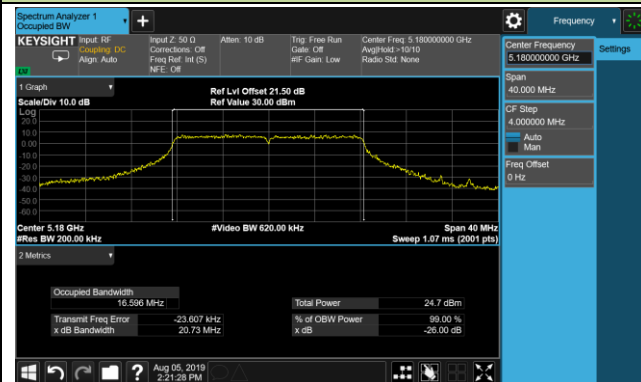 Spectrum Analyzer 1
Occupied BW
Frequency
KEYSIGHT
Input: RF
Coupling: DC
Align: Auto
Input Z: 50 Ω
Corrections: Off
Freq Ref: Int (S)
NFE: Off
Atten: 10 dB
Trig: Free Run
Gate: Off
#IF Gain: Low
Center Freq: 5.180000000 GHz
Avg|Hold:>10/10
Radio Std: None
Center Frequency
5.180000000 GHz
Settings
Span
40.000 MHz
CF Step
4.000000 MHz
Auto
Man
Freq Offset
0 Hz
1 Graph
Scale/Div 10.0 dB
Ref Lvl Offset 21.50 dB
Ref Value 30.00 dBm
Log
20.0
10.0
0.00
-10.0
-20.0
-30.0
-40.0
-50.0
-60.0
Center 5.18 GHz
#Video BW 620.00 kHz
Span 40 MHz
#Res BW 200.00 kHz
Sweep 1.07 ms (2001 pts)
2 Metrics
Occupied Bandwidth
16.596 MHz
Total Power
24.7 dBm
Transmit Freq Error
-23.607 kHz
% of OBW Power
99.00 %
x dB Bandwidth
20.73 MHz
x dB
-26.00 dB
Aug 05, 2019
2:21:28 PM